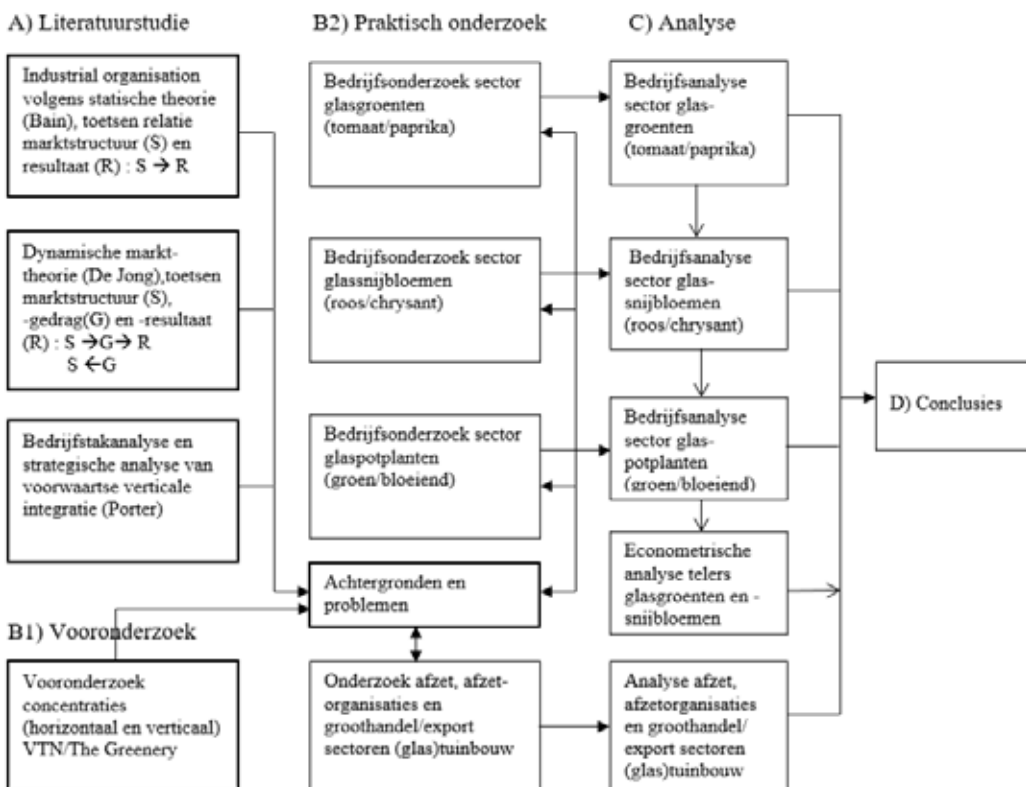 A) Literatuurstudie
Industrial organisation
volgens statische theorie
(Bain), toetsen relatie
marktstructuur (S) en
resultaat (R) : S → R
Dynamische markt-
theorie (De Jong),toetsen
marktstructuur (S),
-gedrag(G) en -resultaat
(R) : S →G→ R
S ←G
Bedrijfstakanalyse en
strategische analyse van
voorwaartse verticale
integratie (Porter)
B1) Vooronderzoek
Vooronderzoek
concentraties
(horizontaal en verticaal)
VTN/The Greenery
B2) Praktisch onderzoek
Bedrijfsonderzoek sector
glasgroenten
(tomaat/paprika)
Bedrijfsonderzoek sector
glassnijbloemen
(roos/chrysant)
Bedrijfsonderzoek sector
glaspotplanten
(groen/bloeiend)
Achtergronden en
problemen
Onderzoek afzet, afzet-
organisaties en
groothandel/export
sectoren (glas)tuinbouw
C) Analyse
Bedrijfsanalyse
sector glas-
groenten
(tomaat/paprika)
Bedrijfsanalyse
sector glas-
snijbloemen
(roos/chrysant)
Bedrijfsanalyse
sector glas-
potplanten
(groen/bloeiend)
Econometrische
analyse telers
glasgroenten en -
snijbloemen
Analyse afzet,
afzetorganisaties
en groothandel/
export sectoren
(glas)tuinbouw
D) Conclusies